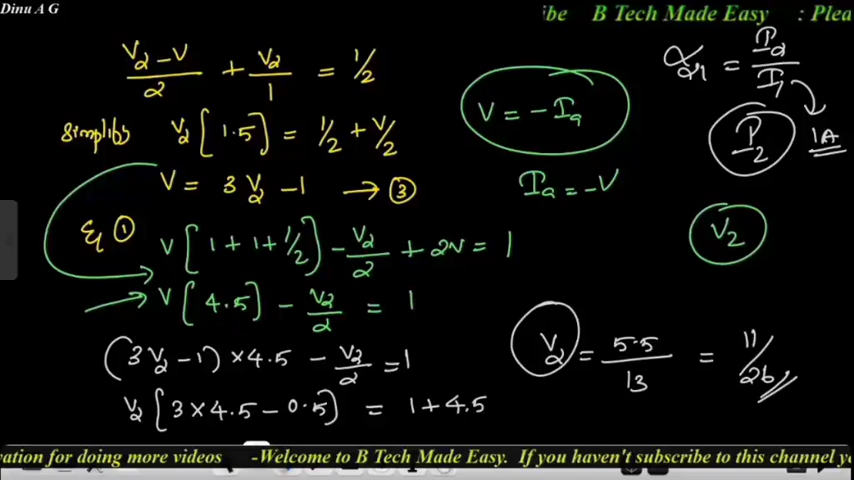 Dinu A G
ibe B Tech Made Easy : Plea
(V2 - V)/2 + V2/1 = 1/2
Simplify V2 [1.5] = 1/2 + V/2
V = 3V2 - 1 → ③
Eq ① V [1 + 1 + 1/2] - V2/2 + 2V = 1
→ V [4.5] - V2/2 = 1
(3V2 - 1) × 4.5 - V2/2 = 1
V2 [3 × 4.5 - 0.5] = 1 + 4.5
V = -Ia
Ia = -V
α21 = I2/I1
I2 1A
V2
V2 = 5.5/13 = 11/26
vation for doing more videos -Welcome to B Tech Made Easy. If you haven't subscribe to this channel y